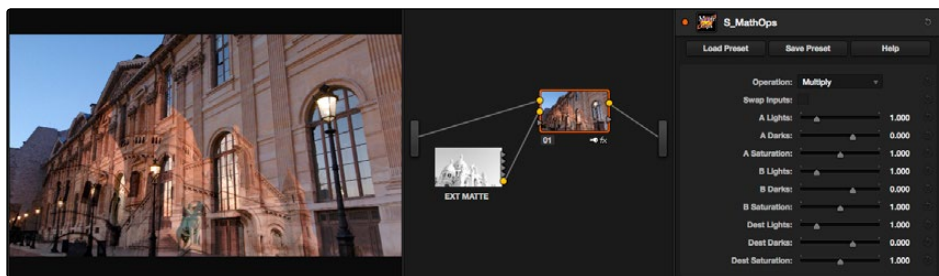 S_MathOps
Load Preset Save Preset Help
Operation: Multiply
Swap Inputs:
A Lights: 1.000
A Darks: 0.000
A Saturation: 1.000
B Lights: 1.000
B Darks: 0.000
B Saturation: 1.000
Dest Lights: 1.000
Dest Darks: 0.000
Dest Saturation: 1.000
01 fx
EXT MATTE